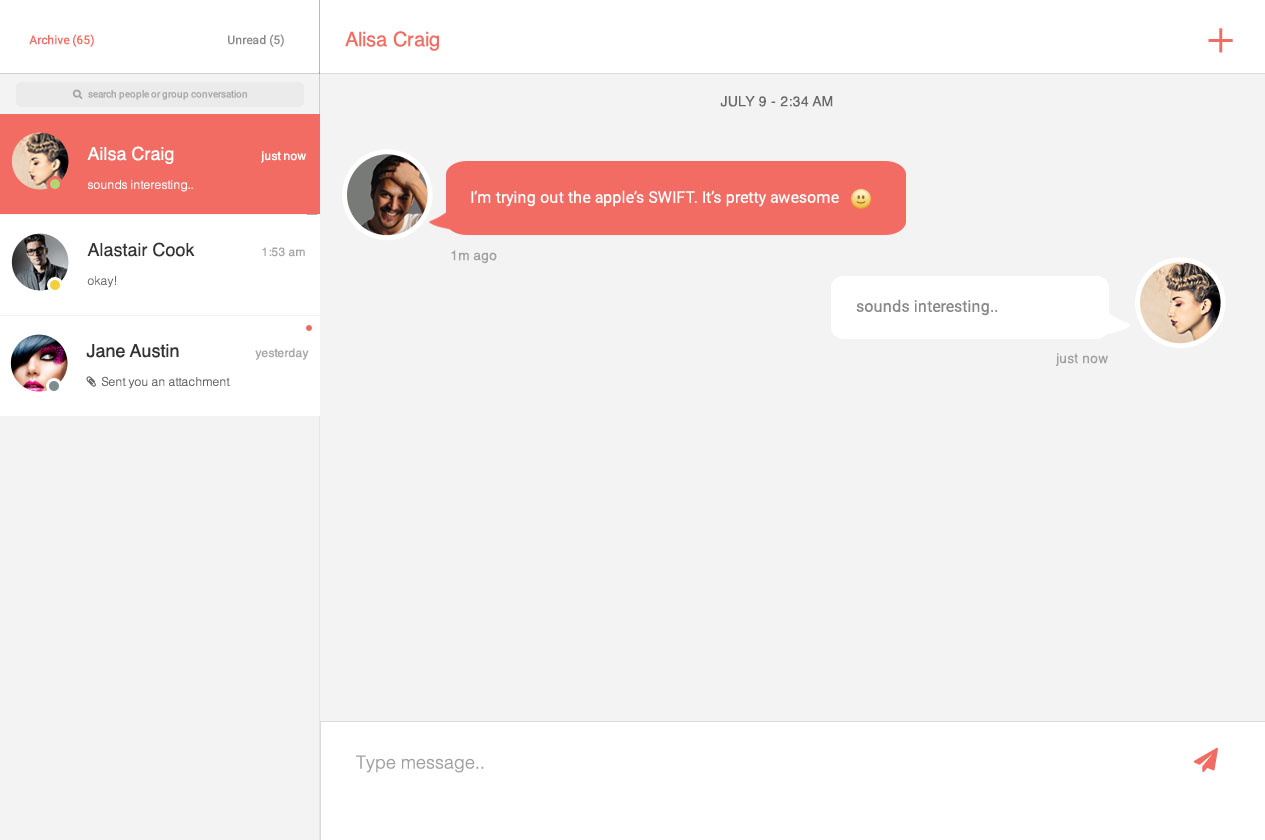 Archive (65)
Unread (5)
search people or group conversation
Ailsa Craig
just now
sounds interesting..
Alastair Cook
1:53 am
okay!
Jane Austin
yesterday
Sent you an attachment
Alisa Craig
JULY 9 - 2:34 AM
I'm trying out the apple's SWIFT. It's pretty awesome
1m ago
sounds interesting..
just now
Type message..